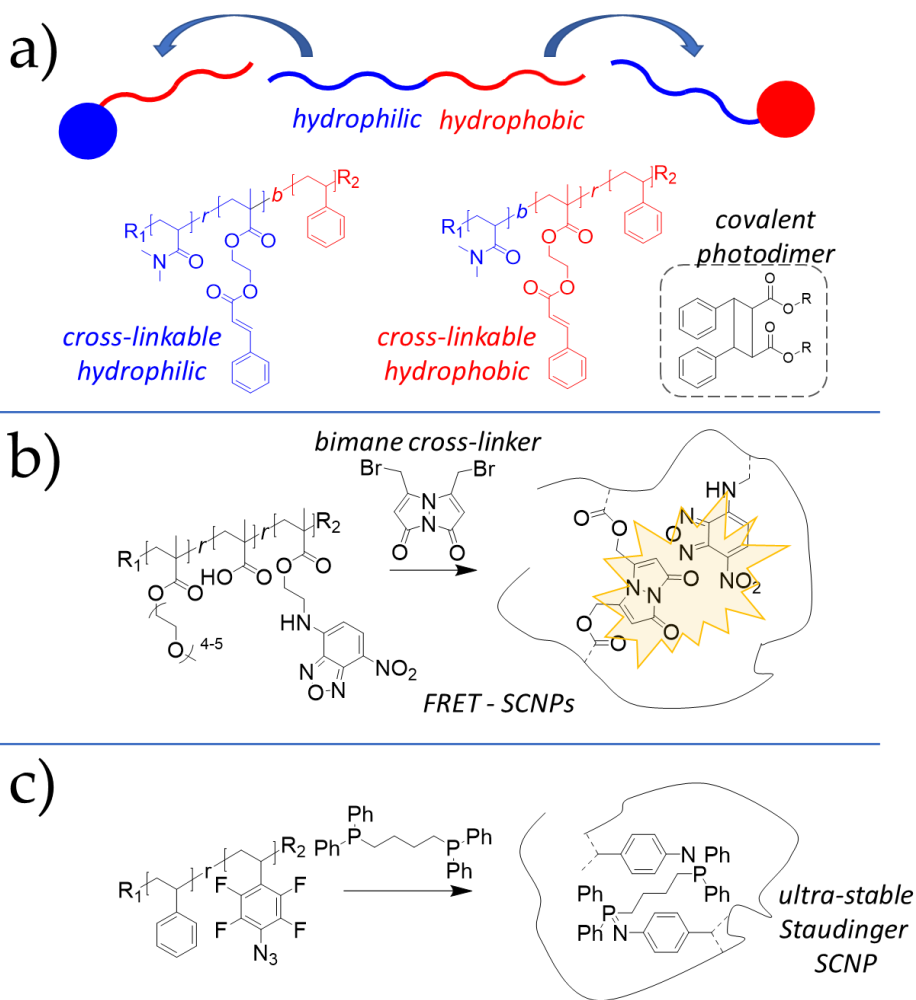 a)
hydrophilic hydrophobic
R1 r b R2
N O O O
O
O
O
cross-linkable
hydrophilic
R1 b r R2
N O O O
O
O
O
cross-linkable
hydrophobic
covalent
photodimer
O
O R
O
O R
b)
bimane cross-linker
Br Br
N N
O O
R1 r r R2
O O HO O O O
O 4-5
HN
NO2
N O N
FRET - SCNPs
HN
O
O
N
O
N
NO2
O
N N
O
O
O
c)
R1 r R2
F F
F F
N3
Ph
P
Ph
Ph
P
Ph
N Ph
P
Ph
Ph
P
Ph N
ultra-stable
Staudinger
SCNP